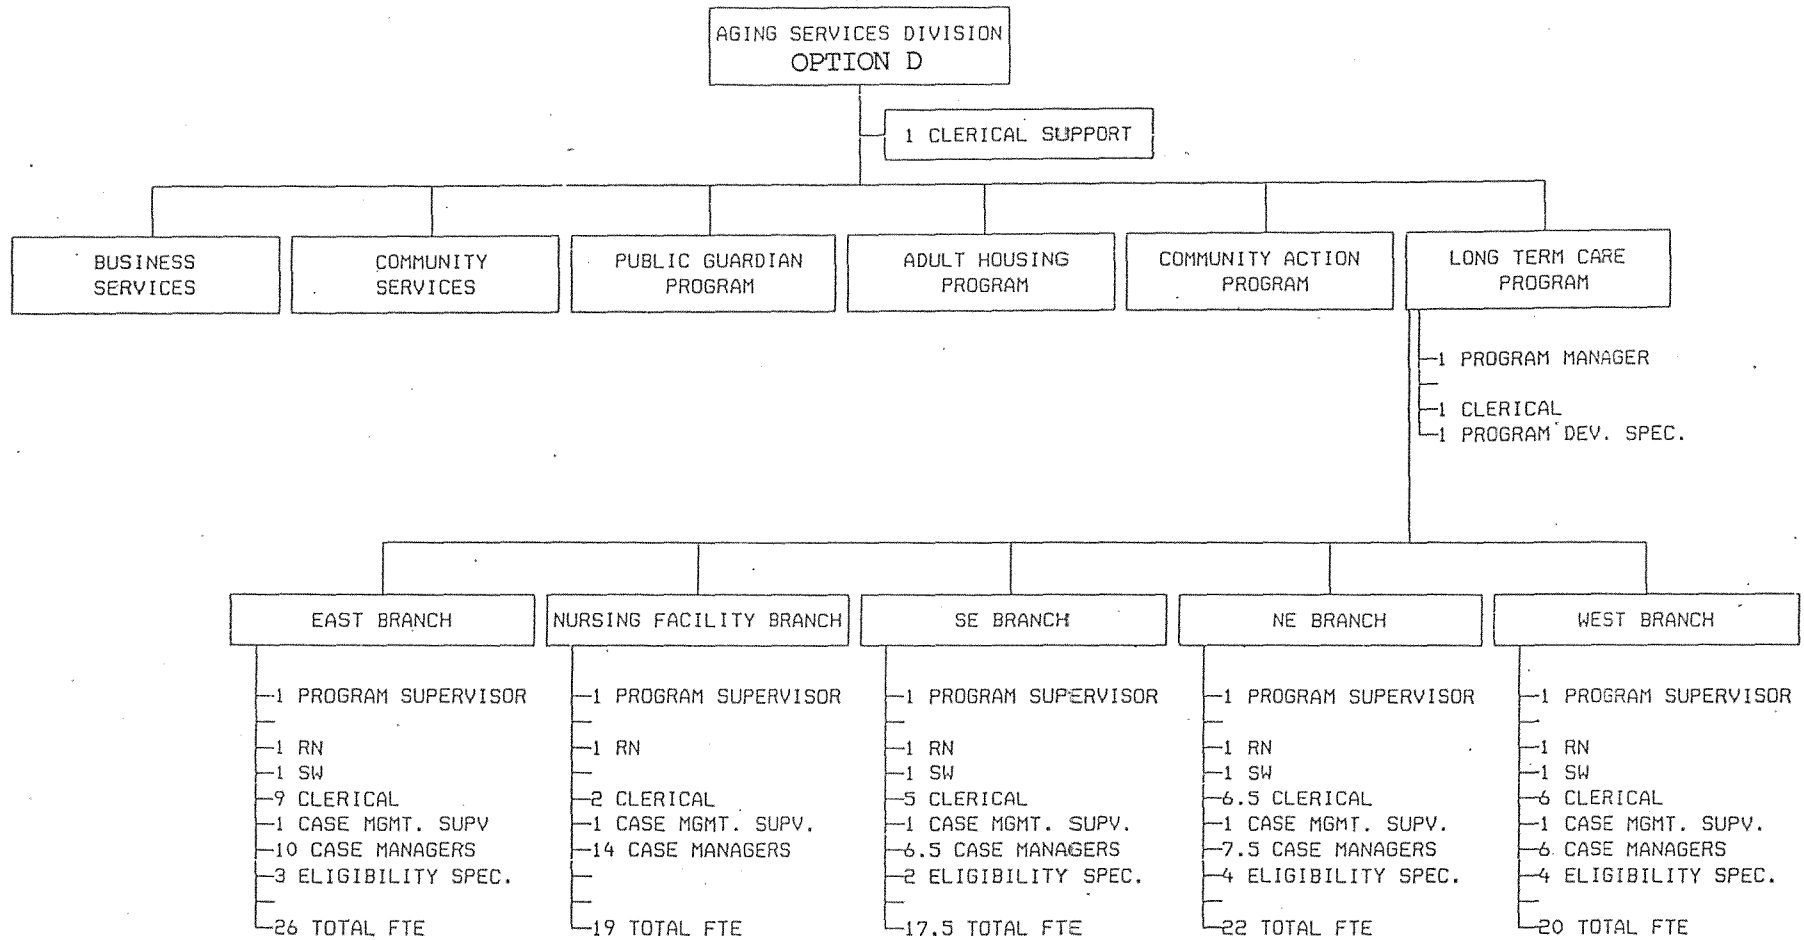 AGING SERVICES DIVISION
OPTION D
1 CLERICAL SUPPORT
BUSINESS
SERVICES
COMMUNITY
SERVICES
PUBLIC GUARDIAN
PROGRAM
ADULT HOUSING
PROGRAM
COMMUNITY ACTION
PROGRAM
LONG TERM CARE
PROGRAM
1 PROGRAM MANAGER
1 CLERICAL
1 PROGRAM DEV. SPEC.
EAST BRANCH
1 PROGRAM SUPERVISOR
1 RN
1 SW
9 CLERICAL
1 CASE MGMT. SUPV
10 CASE MANAGERS
3 ELIGIBILITY SPEC.
26 TOTAL FTE
NURSING FACILITY BRANCH
1 PROGRAM SUPERVISOR
1 RN
2 CLERICAL
1 CASE MGMT. SUPV.
14 CASE MANAGERS
19 TOTAL FTE
SE BRANCH
1 PROGRAM SUPERVISOR
1 RN
1 SW
5 CLERICAL
1 CASE MGMT. SUPV.
6.5 CASE MANAGERS
2 ELIGIBILITY SPEC.
17.5 TOTAL FTE
NE BRANCH
1 PROGRAM SUPERVISOR
1 RN
1 SW
6.5 CLERICAL
1 CASE MGMT. SUPV.
7.5 CASE MANAGERS
4 ELIGIBILITY SPEC.
22 TOTAL FTE
WEST BRANCH
1 PROGRAM SUPERVISOR
1 RN
1 SW
6 CLERICAL
1 CASE MGMT. SUPV.
6 CASE MANAGERS
4 ELIGIBILITY SPEC.
20 TOTAL FTE